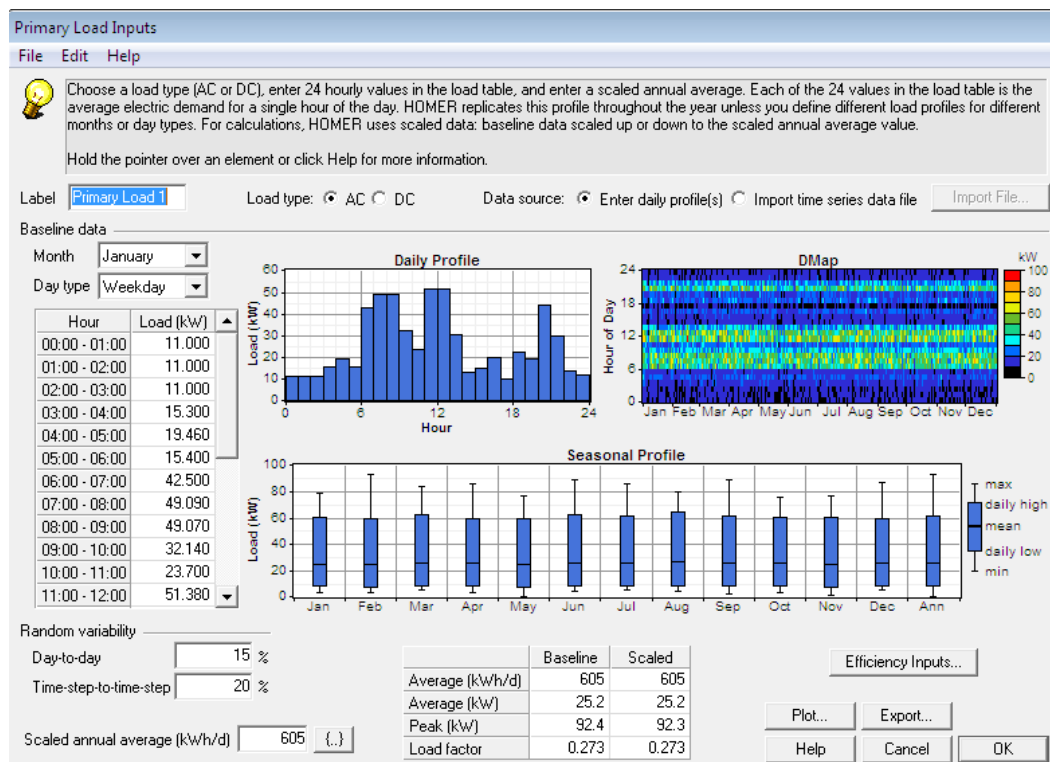 Primary Load Inputs
File Edit Help
Choose a load type (AC or DC), enter 24 hourly values in the load table, and enter a scaled annual average. Each of the 24 values in the load table is the
average electric demand for a single hour of the day. HOMER replicates this profile throughout the year unless you define different load profiles for different
months or day types. For calculations, HOMER uses scaled data: baseline data scaled up or down to the scaled annual average value.
Hold the pointer over an element or click Help for more information.
Label Primary Load 1 Load type: AC DC Data source: Enter daily profile(s) Import time series data file Import File...
Baseline data
Month January
Day type Weekday
Hour Load (kW)
00:00 - 01:00 11.000
01:00 - 02:00 11.000
02:00 - 03:00 11.000
03:00 - 04:00 15.300
04:00 - 05:00 19.460
05:00 - 06:00 15.400
06:00 - 07:00 42.500
07:00 - 08:00 49.090
08:00 - 09:00 49.070
09:00 - 10:00 32.140
10:00 - 11:00 23.700
11:00 - 12:00 51.380
Daily Profile
Load (kW)
60
50
40
30
20
10
0
0 6 12 18 24
Hour
DMap
Hour of Day
24
18
12
6
0
Jan Feb Mar Apr May Jun Jul Aug Sep Oct Nov Dec
kW
100
80
60
40
20
0
Seasonal Profile
Load (kW)
100
80
60
40
20
0
Jan Feb Mar Apr May Jun Jul Aug Sep Oct Nov Dec Ann
max
daily high
mean
daily low
min
Random variability
Day-to-day 15 %
Time-step-to-time-step 20 %
Scaled annual average (kWh/d) 605 {..}
Baseline Scaled
Average (kWh/d) 605 605
Average (kW) 25.2 25.2
Peak (kW) 92.4 92.3
Load factor 0.273 0.273
Efficiency Inputs...
Plot... Export...
Help Cancel OK